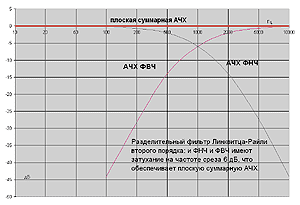 плоская суммарная АЧХ
Гц
10
20
50
100
200
500
1000
2000
5000
10000
5
0
-5
-10
-15
-20
-25
-30
-35
-40
-45
-50
АЧХ ФВЧ
АЧХ ФНЧ
Разделительный фильтр Линквитца-Райли
второго порядка: и ФНЧ и ФВЧ имеют
затухание на частоте среза 6 дБ, что
обеспечивает плоскую суммарную АЧХ
дБ